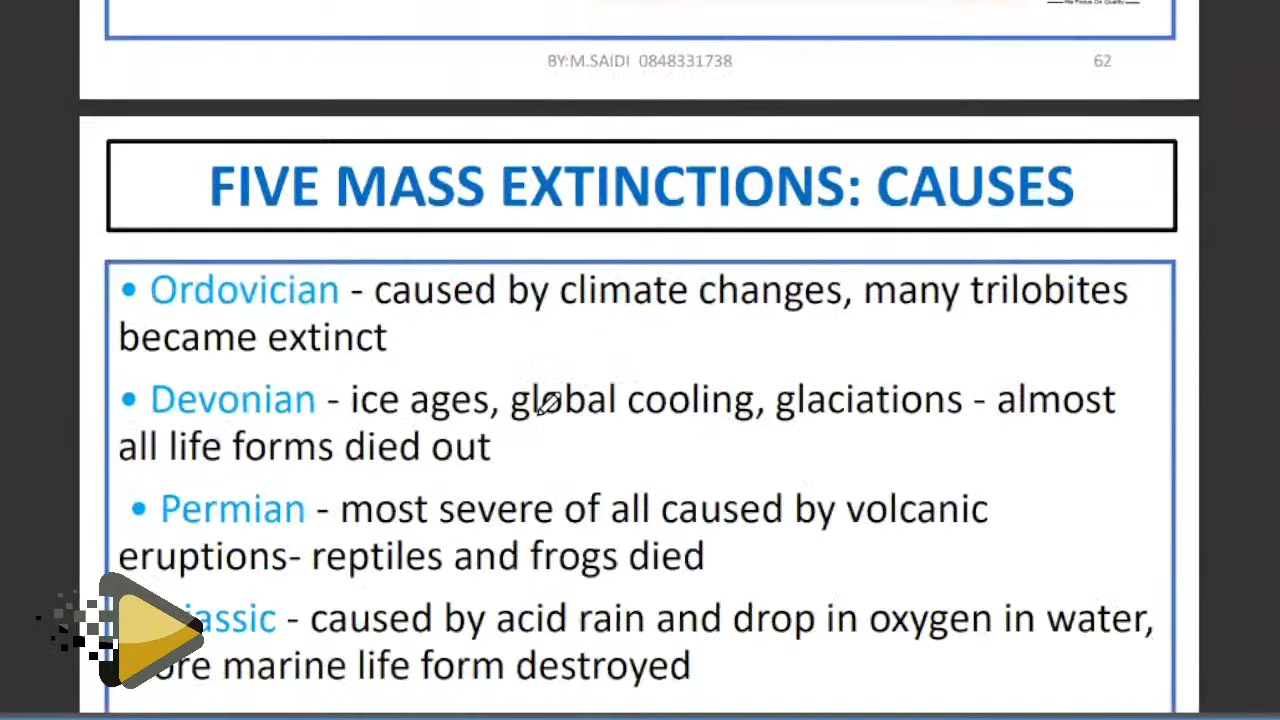 BY:M.SAIDI 0848331738 62
FIVE MASS EXTINCTIONS: CAUSES
• Ordovician - caused by climate changes, many trilobites
became extinct
• Devonian - ice ages, global cooling, glaciations - almost
all life forms died out
• Permian - most severe of all caused by volcanic
eruptions- reptiles and frogs died
assic - caused by acid rain and drop in oxygen in water,
ore marine life form destroyed